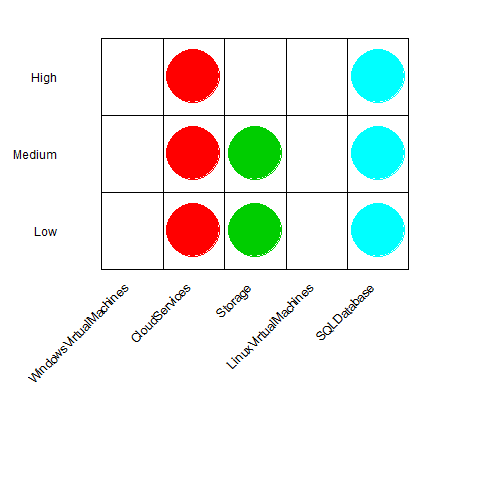 High
Medium
Low
WindowsVirtualMachines
CloudServices
Storage
LinuxVirtualMachines
SQLDatabase